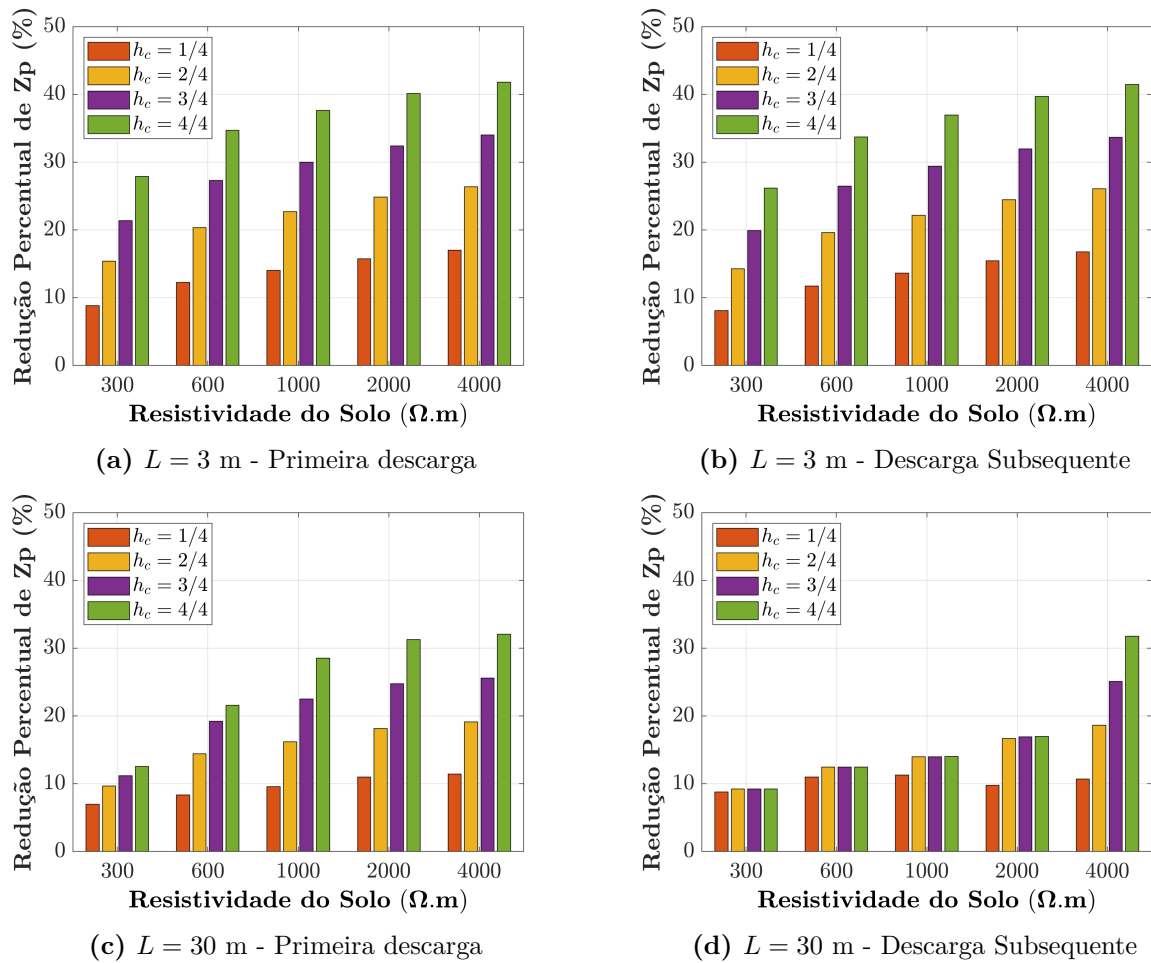 Redução Percentual de Zp (%)
50
40
30
20
10
0
h_c = 1/4
h_c = 2/4
h_c = 3/4
h_c = 4/4
300 600 1000 2000 4000
Resistividade do Solo (Ω.m)
(a) L = 3 m - Primeira descarga
Redução Percentual de Zp (%)
50
40
30
20
10
0
h_c = 1/4
h_c = 2/4
h_c = 3/4
h_c = 4/4
300 600 1000 2000 4000
Resistividade do Solo (Ω.m)
(b) L = 3 m - Descarga Subsequente
Redução Percentual de Zp (%)
50
40
30
20
10
0
h_c = 1/4
h_c = 2/4
h_c = 3/4
h_c = 4/4
300 600 1000 2000 4000
Resistividade do Solo (Ω.m)
(c) L = 30 m - Primeira descarga
Redução Percentual de Zp (%)
50
40
30
20
10
0
h_c = 1/4
h_c = 2/4
h_c = 3/4
h_c = 4/4
300 600 1000 2000 4000
Resistividade do Solo (Ω.m)
(d) L = 30 m - Descarga Subsequente